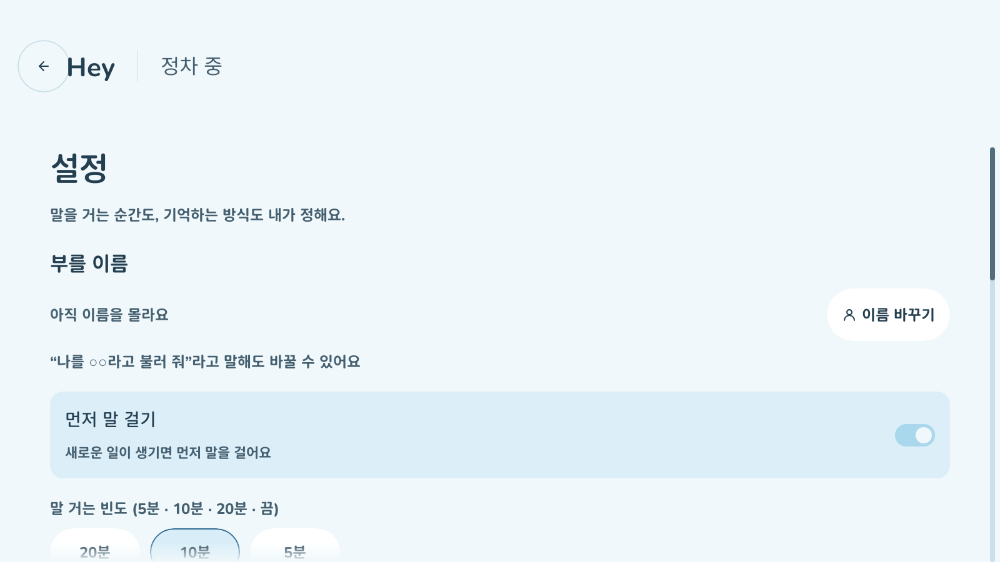 Hey
정차 중
설정
말을 거는 순간도, 기억하는 방식도 내가 정해요.
부를 이름
아직 이름을 몰라요
이름 바꾸기
“나를 ○○라고 불러 줘”라고 말해도 바꿀 수 있어요
먼저 말 걸기
새로운 일이 생기면 먼저 말을 걸어요
말 거는 빈도 (5분 · 10분 · 20분 · 끔)
20분
10분
5분